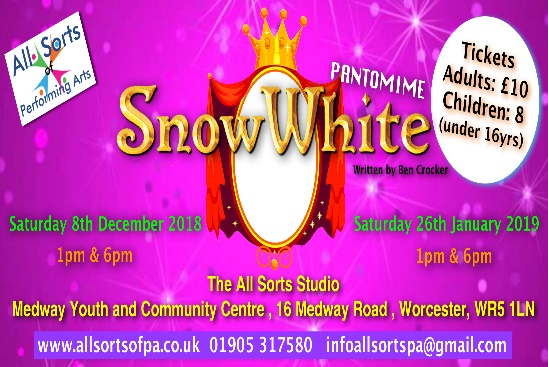 All Sorts
of
Performing Arts
PANTOMIME
Snow White
Written by Ben Crocker
Tickets
Adults: £10
Children: 8
(under 16yrs)
Saturday 8th December 2018
1pm & 6pm
Saturday 26th January 2019
1pm & 6pm
The All Sorts Studio
Medway Youth and Community Centre , 16 Medway Road , Worcester, WR5 1LN
www.allsortsofpa.co.uk 01905 317580 infoallsortspa@gmail.com